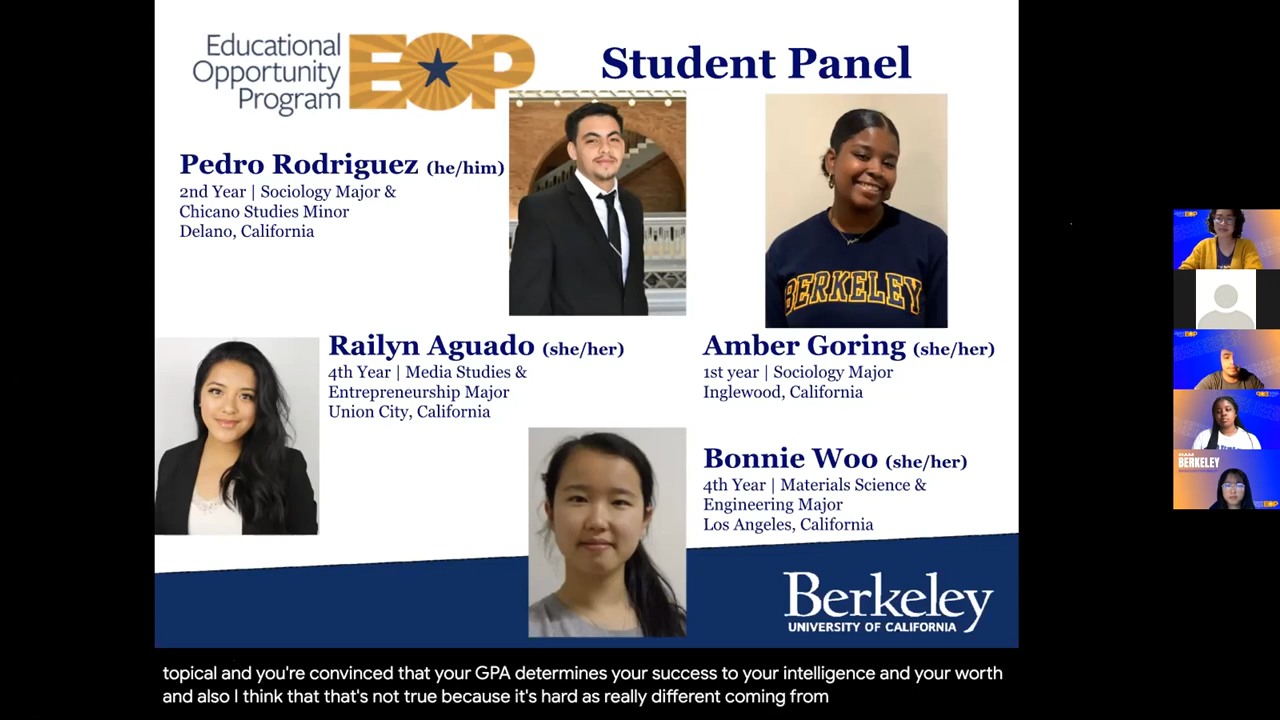 Educational
Opportunity
Program
EOP
Student Panel
Pedro Rodriguez (he/him)
2nd Year | Sociology Major &
Chicano Studies Minor
Delano, California
BERKELEY
Railyn Aguado (she/her)
4th Year | Media Studies &
Entrepreneurship Major
Union City, California
Amber Goring (she/her)
1st year | Sociology Major
Inglewood, California
Bonnie Woo (she/her)
4th Year | Materials Science &
Engineering Major
Los Angeles, California
Berkeley
UNIVERSITY OF CALIFORNIA
EOP
EOP
BERKELEY
EOP
topical and you're convinced that your GPA determines your success to your intelligence and your worth
and also I think that that's not true because it's hard as really different coming from